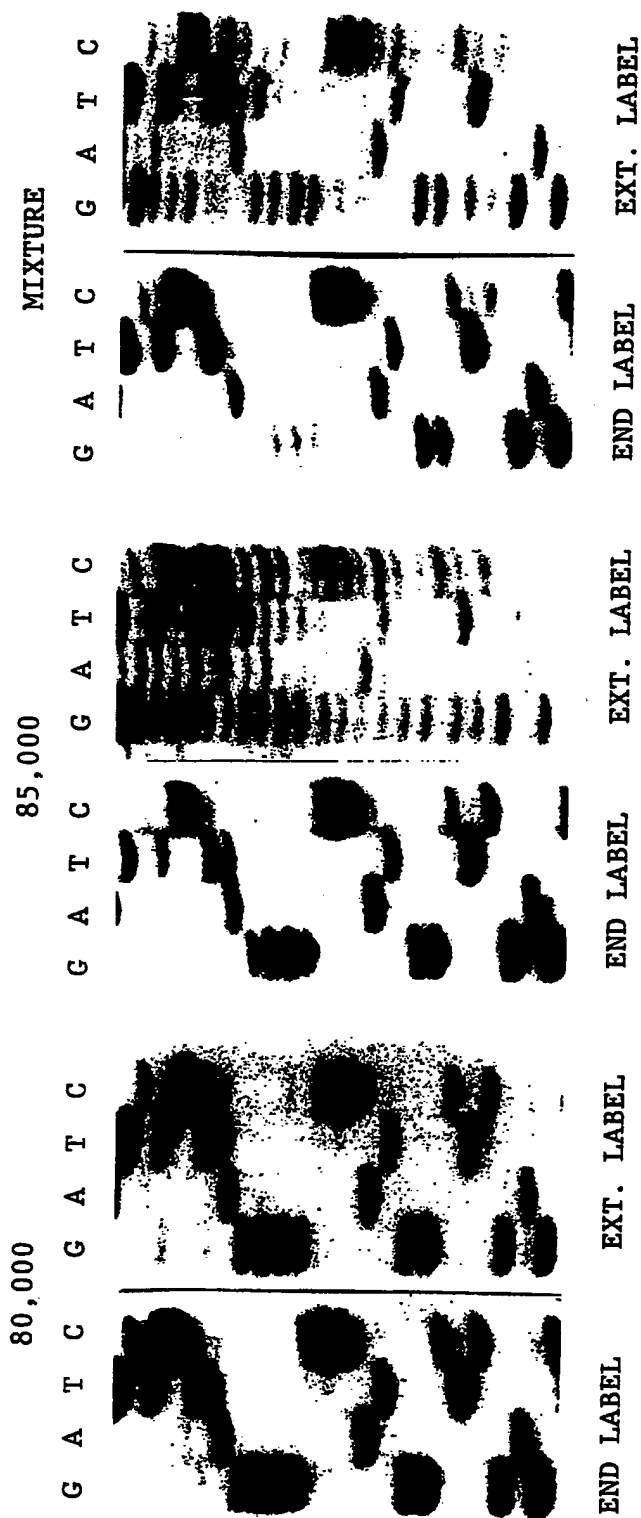 80,000 85,000 MIXTURE
G A T C G A T C G A T C G A T C G A T C G A T C
END LABEL EXT. LABEL END LABEL EXT. LABEL END LABEL EXT. LABEL